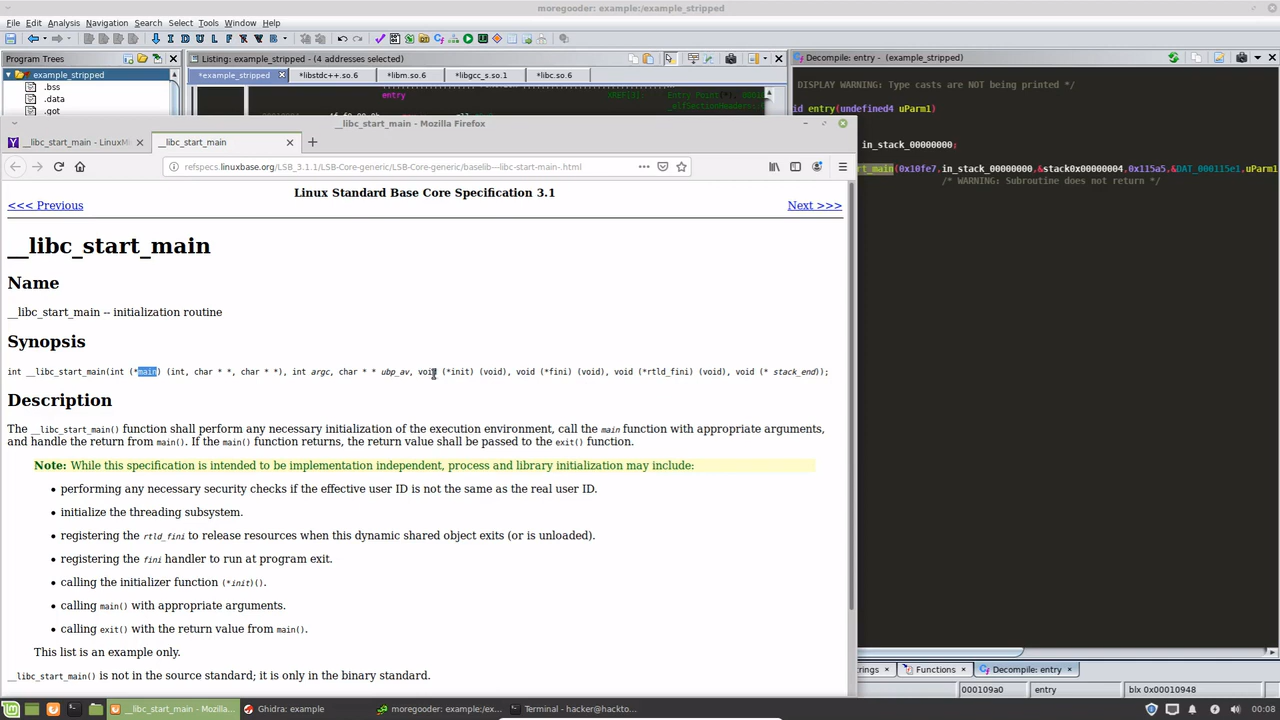 moregooder: example:/example_stripped
File Edit Analysis Navigation Search Select Tools Window Help
Program Trees
Listing: example_stripped - (4 addresses selected)
Decompile: entry - (example_stripped)
example_stripped
.bss
.data
.got
*example_stripped
*libstdc++.so.6
*libm.so.6
*libgcc_s.so.1
*libc.so.6
entry
DISPLAY WARNING: Type casts are NOT being printed */
id entry(undefined4 uParm1)
in_stack_00000000;
rt_main(0x10fe7,in_stack_00000000,&stack0x00000004,0x115a5,&DAT_000115e1,uParm1
/* WARNING: Subroutine does not return */
__libc_start_main - Mozilla Firefox
__libc_start_main - LinuxM
__libc_start_main
refspecs.linuxbase.org/LSB_3.1.1/LSB-Core-generic/LSB-Core-generic/baselib---libc-start-main-.html
Linux Standard Base Core Specification 3.1
<<< Previous
Next >>>
__libc_start_main
Name
__libc_start_main -- initialization routine
Synopsis
int __libc_start_main(int (*main) (int, char * *, char * *), int argc, char * * ubp_av, void (*init) (void), void (*fini) (void), void (*rtld_fini) (void), void (* stack_end));
Description
The __libc_start_main() function shall perform any necessary initialization of the execution environment, call the main function with appropriate arguments,
and handle the return from main(). If the main() function returns, the return value shall be passed to the exit() function.
Note: While this specification is intended to be implementation independent, process and library initialization may include:
• performing any necessary security checks if the effective user ID is not the same as the real user ID.
• initialize the threading subsystem.
• registering the rtld_fini to release resources when this dynamic shared object exits (or is unloaded).
• registering the fini handler to run at program exit.
• calling the initializer function (*init)().
• calling main() with appropriate arguments.
• calling exit() with the return value from main().
This list is an example only.
__libc_start_main() is not in the source standard; it is only in the binary standard.
rings
Functions
Decompile: entry
000109a0
entry
blx 0x00010948
__libc_start_main - Mozilla...
Ghidra: example
moregooder: example:/ex...
Terminal - hacker@hackto...
00:08